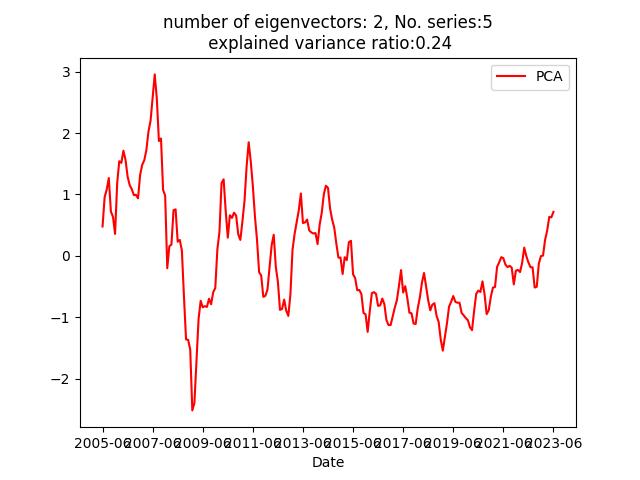 number of eigenvectors: 2, No. series:5
explained variance ratio:0.24
PCA
3
2
1
0
−1
−2
2005-06 2007-06 2009-06 2011-06 2013-06 2015-06 2017-06 2019-06 2021-06 2023-06
Date